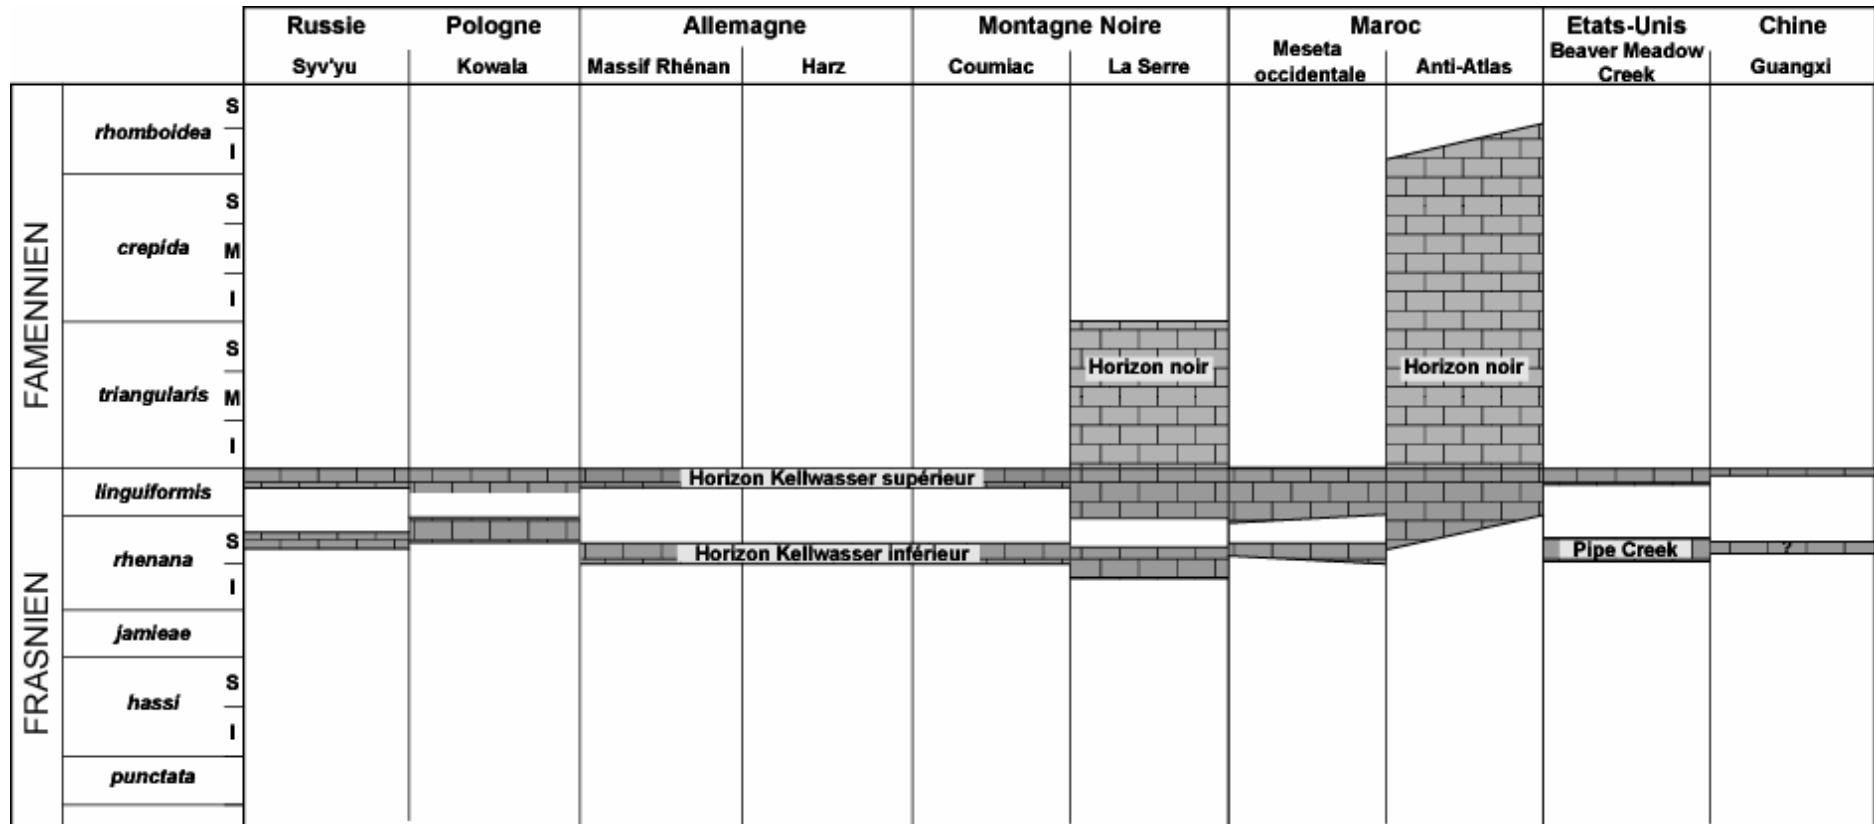 Russie Pologne Allemagne Montagne Noire Maroc Etats-Unis Chine
Syv'yu Kowala Massif Rhénan Harz Coumiac La Serre Meseta occidentale Anti-Atlas Beaver Meadow Creek Guangxi
FAMENNIEN
rhomboidea
S
I
crepida
S
M
I
triangularis
S
M
I
Horizon noir Horizon noir
FRASNIEN
linguiformis
Horizon Kellwasser supérieur
rhenana
S
I
Horizon Kellwasser inférieur Pipe Creek ?
jamieae
hassi
S
I
punctata